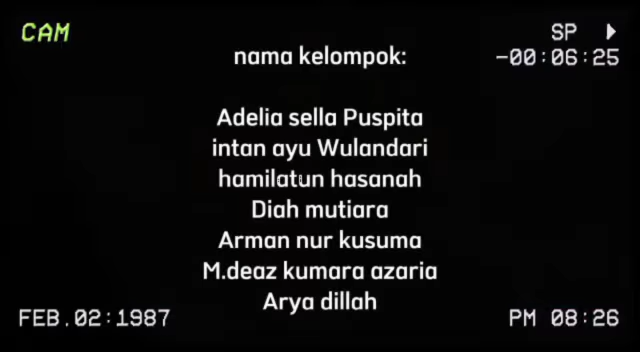 CAM
SP
-00:06:25
nama kelompok:
Adelia sella Puspita
intan ayu Wulandari
hamilatun hasanah
Diah mutiara
Arman nur kusuma
M.deaz kumara azaria
Arya dillah
FEB.02:1987
PM 08:26